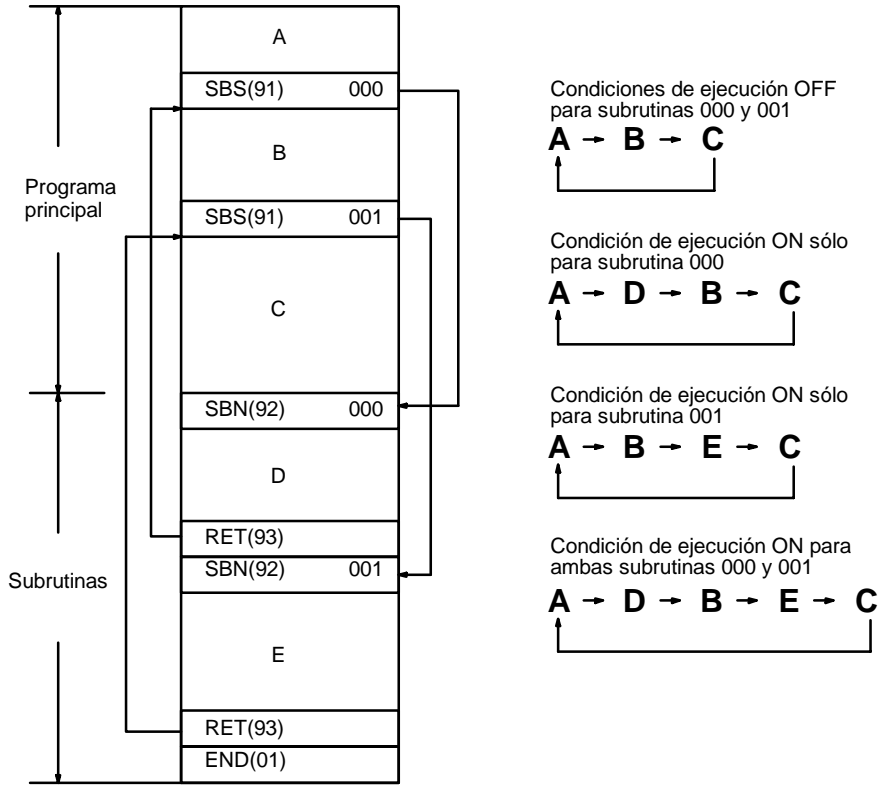 A
SBS(91) 000
B
SBS(91) 001
C
SBN(92) 000
D
RET(93)
SBN(92) 001
E
RET(93)
END(01)
Programa
principal
Subrutinas
Condiciones de ejecución OFF
para subrutinas 000 y 001
A → B → C
Condición de ejecución ON sólo
para subrutina 000
A → D → B → C
Condición de ejecución ON sólo
para subrutina 001
A → B → E → C
Condición de ejecución ON para
ambas subrutinas 000 y 001
A → D → B → E → C